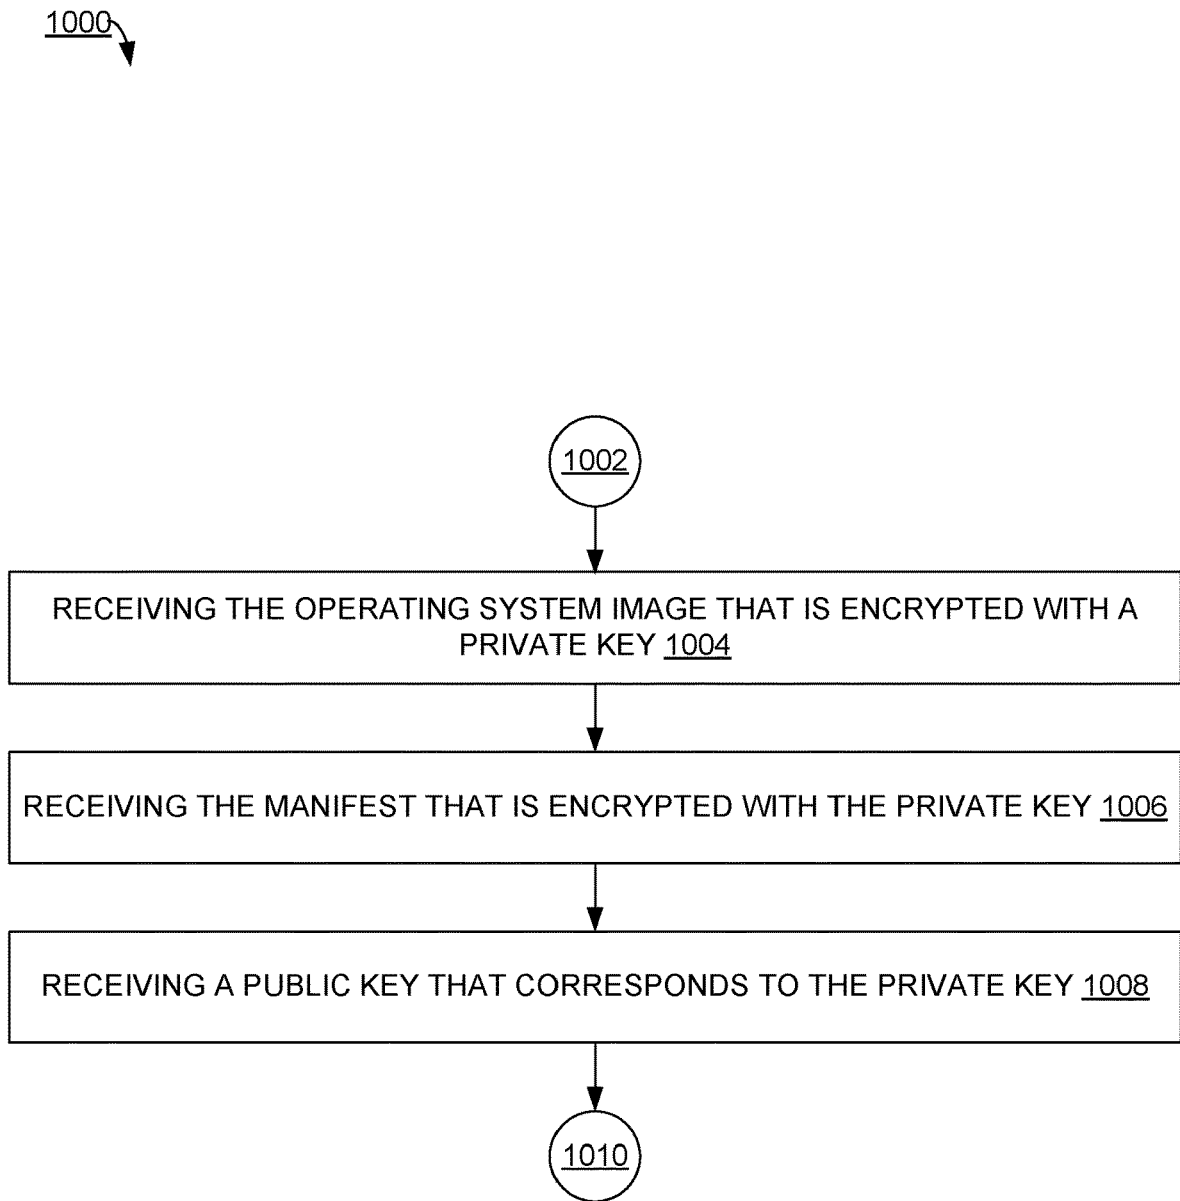 1000
1002
RECEIVING THE OPERATING SYSTEM IMAGE THAT IS ENCRYPTED WITH A
PRIVATE KEY 1004
RECEIVING THE MANIFEST THAT IS ENCRYPTED WITH THE PRIVATE KEY 1006
RECEIVING A PUBLIC KEY THAT CORRESPONDS TO THE PRIVATE KEY 1008
1010